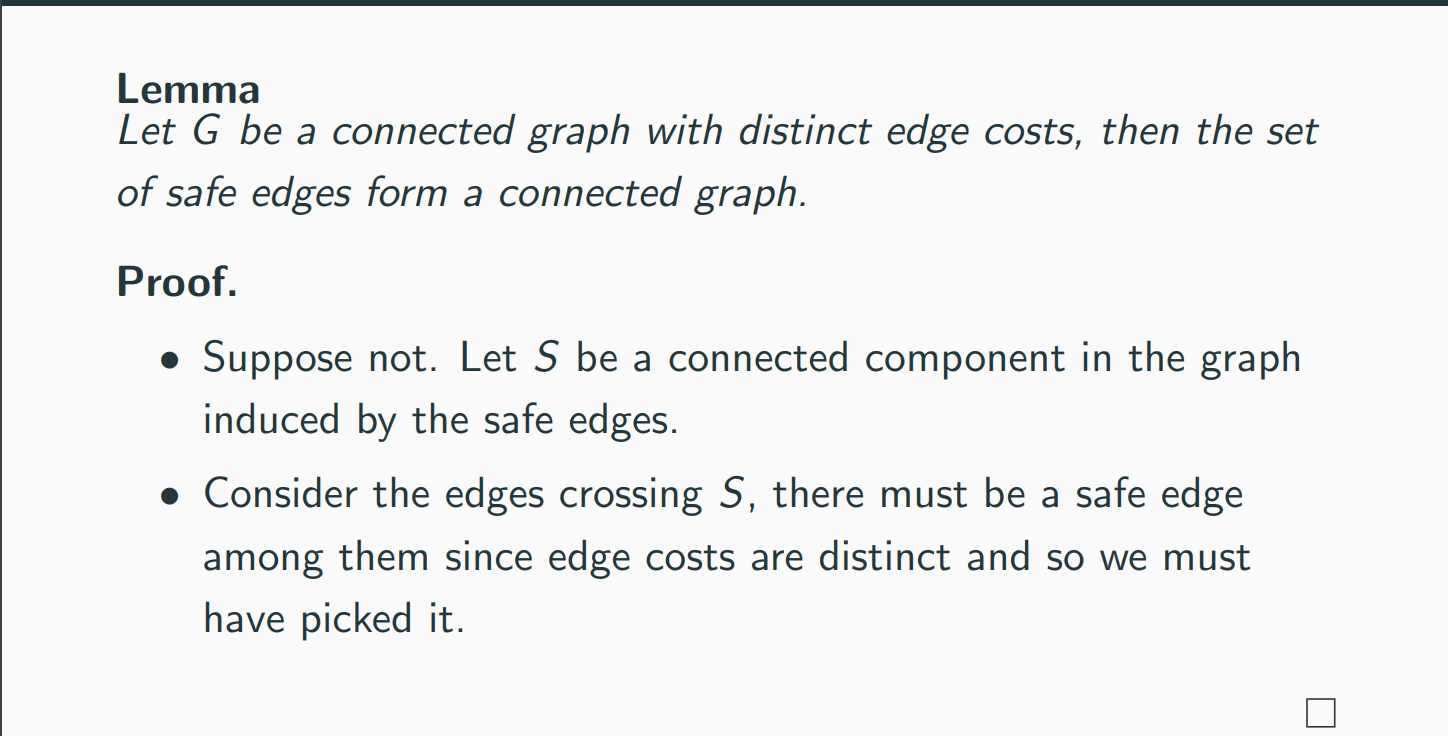 Lemma
Let G be a connected graph with distinct edge costs, then the set
of safe edges form a connected graph.
Proof.
• Suppose not. Let S be a connected component in the graph
induced by the safe edges.
• Consider the edges crossing S, there must be a safe edge
among them since edge costs are distinct and so we must
have picked it.
□